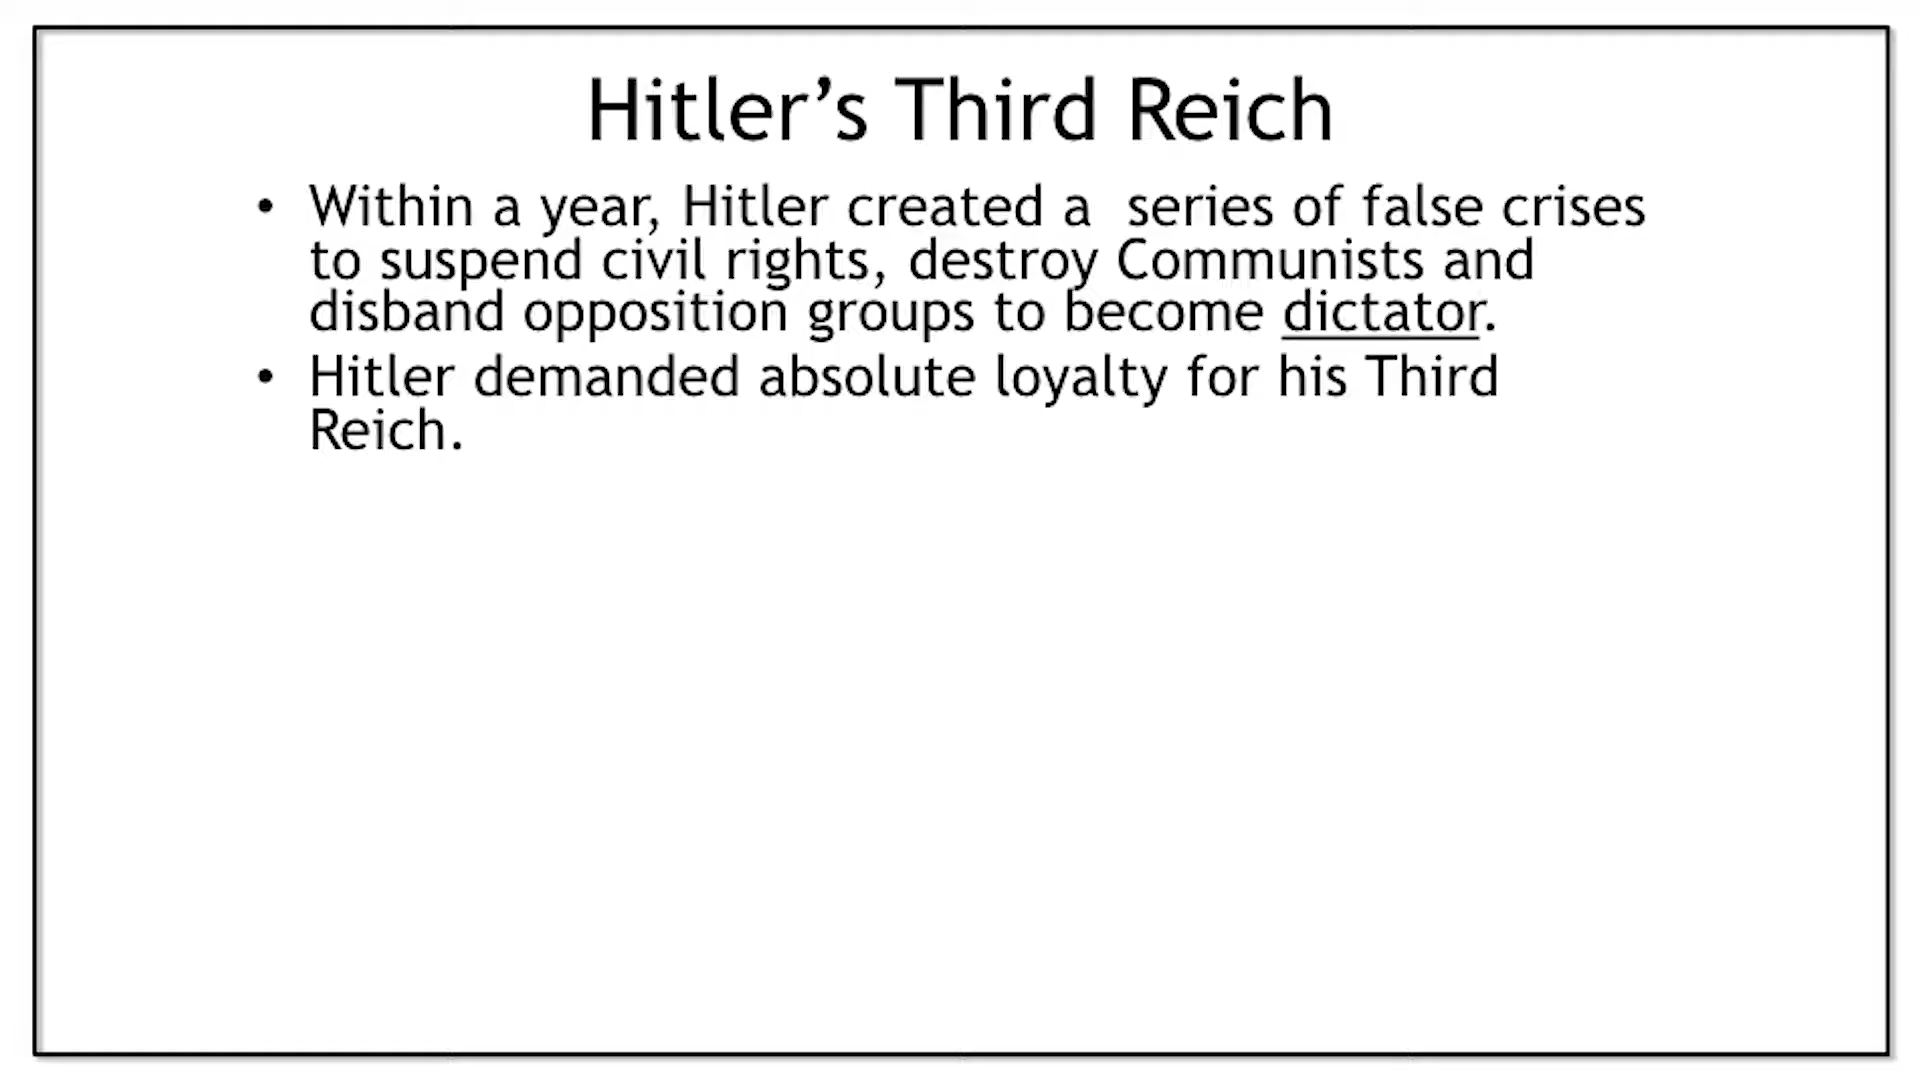 Hitler’s Third Reich
• Within a year, Hitler created a  series of false crises
to suspend civil rights, destroy Communists and
disband opposition groups to become dictator.
• Hitler demanded absolute loyalty for his Third
Reich.